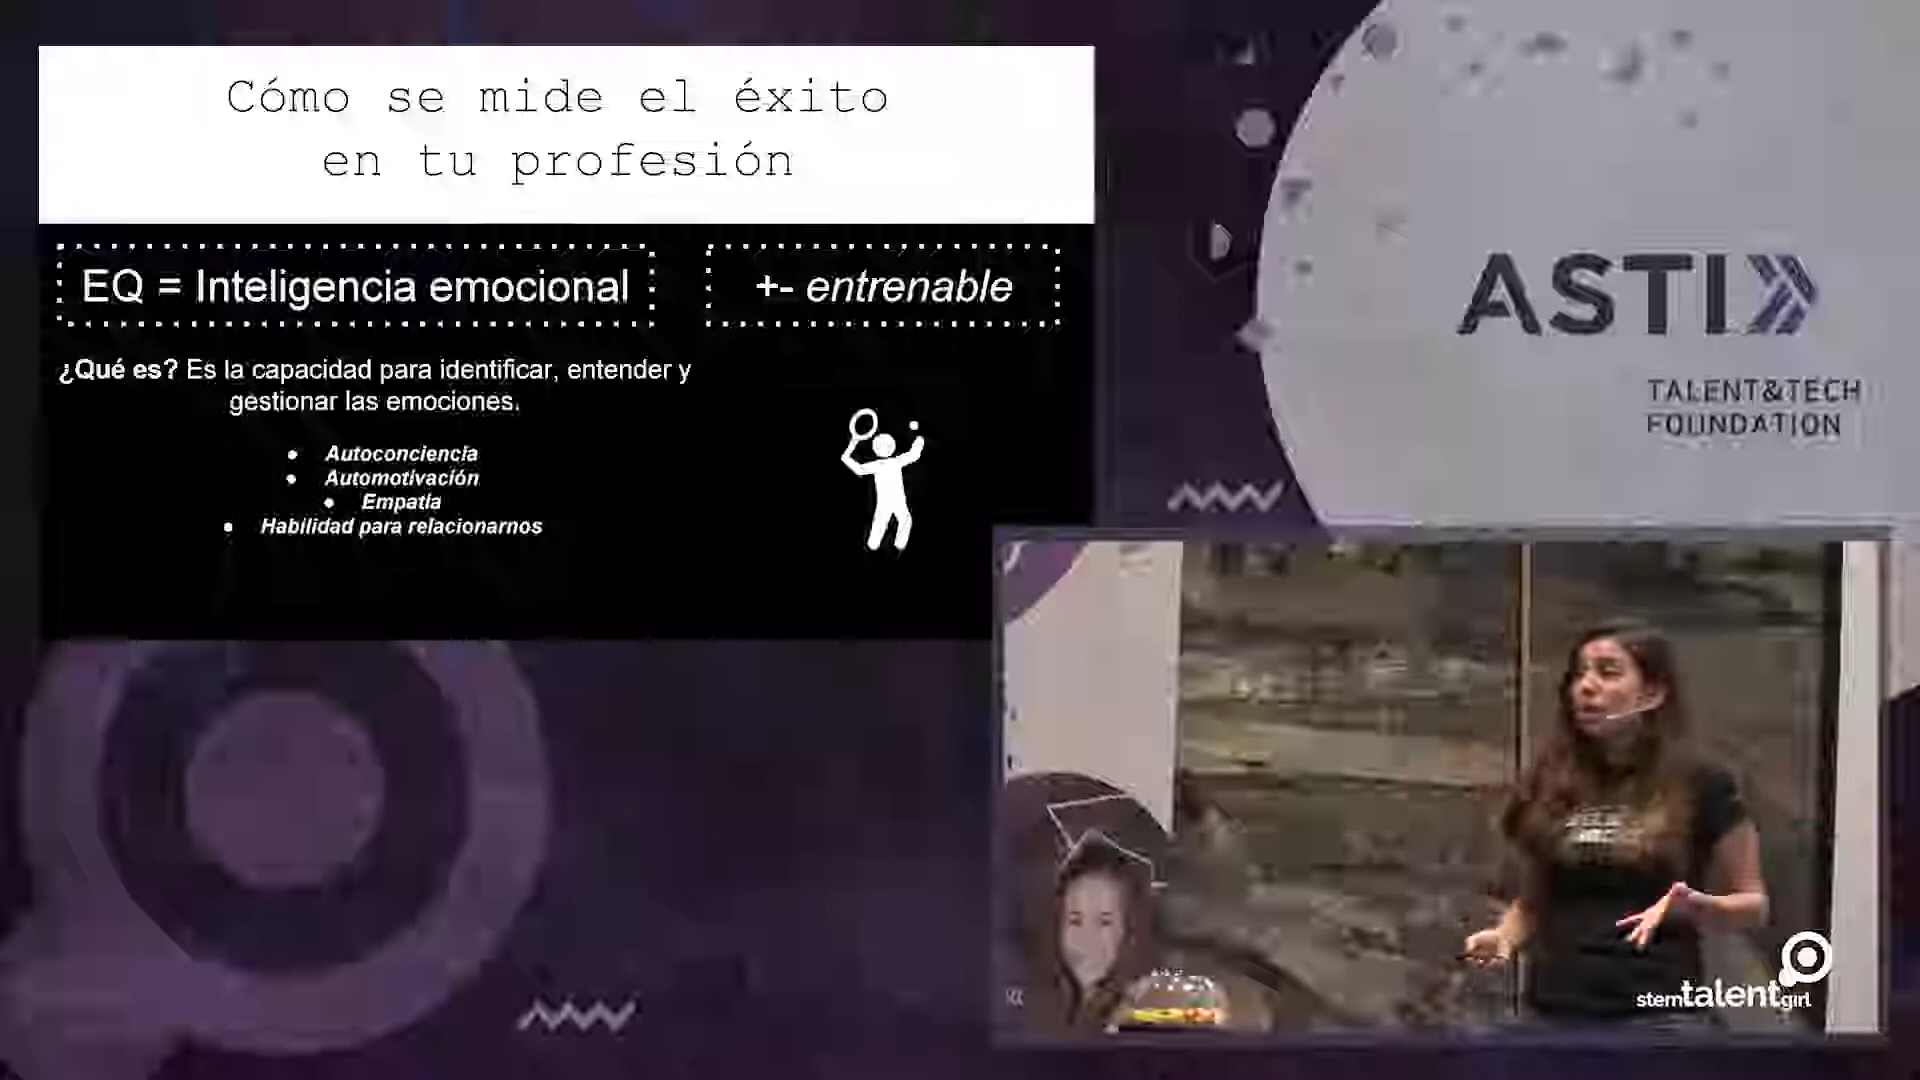 Cómo se mide el éxito
en tu profesión
EQ = Inteligencia emocional
+- entrenable
¿Qué es? Es la capacidad para identificar, entender y
gestionar las emociones.
• Autoconciencia
• Automotivación
• Empatía
• Habilidad para relacionarnos
ASTI
TALENT&TECH
FOUNDATION
stemtalentgirl